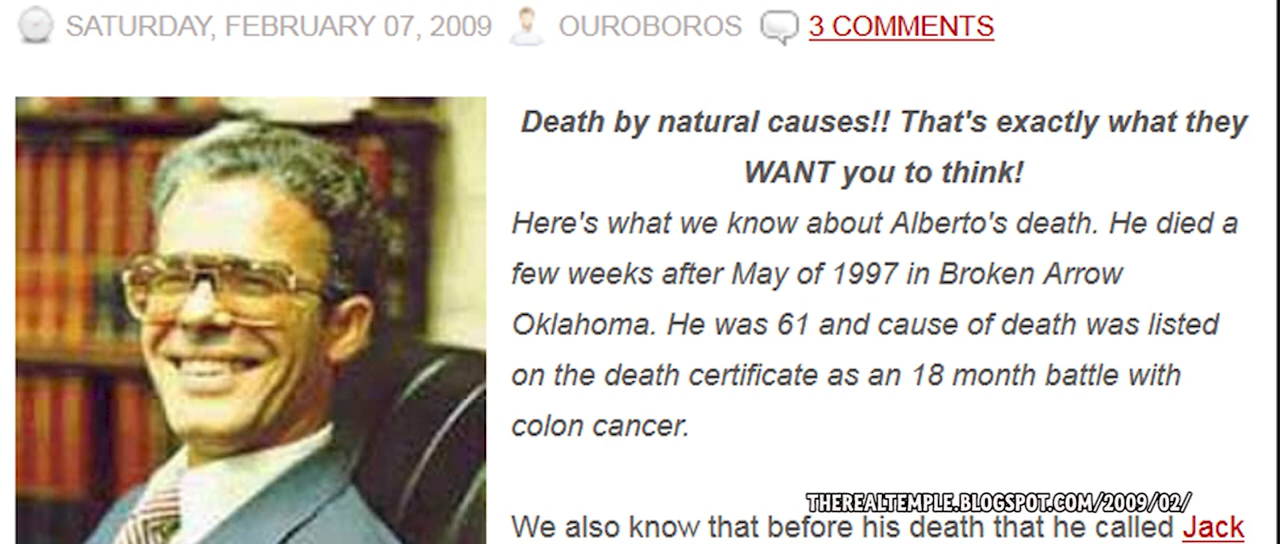 SATURDAY, FEBRUARY 07, 2009 OUROBOROS 3 COMMENTS
Death by natural causes!! That's exactly what they
WANT you to think!
Here's what we know about Alberto's death. He died a
few weeks after May of 1997 in Broken Arrow
Oklahoma. He was 61 and cause of death was listed
on the death certificate as an 18 month battle with
colon cancer.
THEREALTEMPLE.BLOGSPOT.COM/2009/02/
We also know that before his death that he called Jack